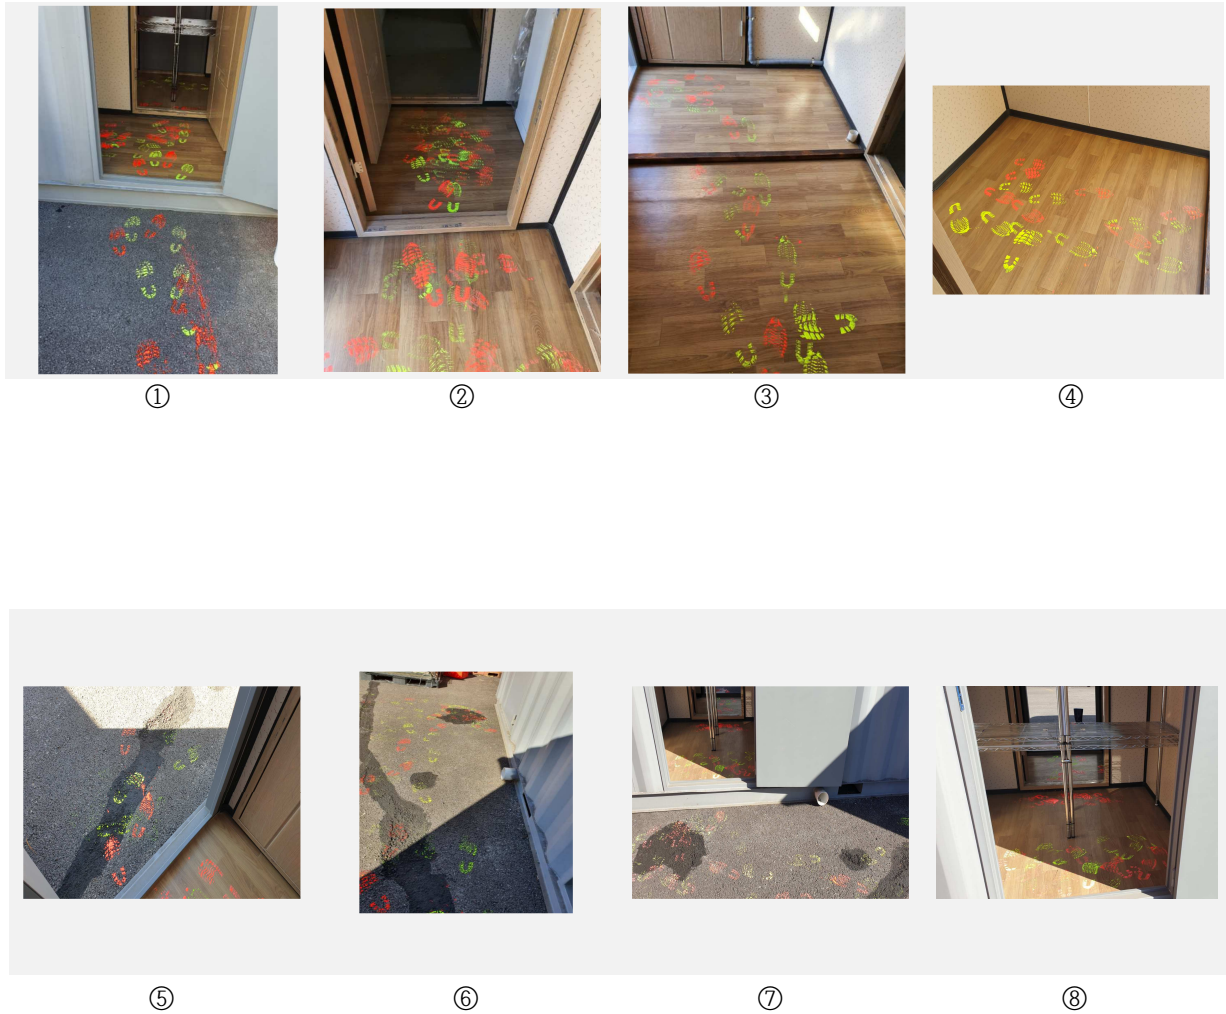 ① ② ③ ④
⑤ ⑥ ⑦ ⑧